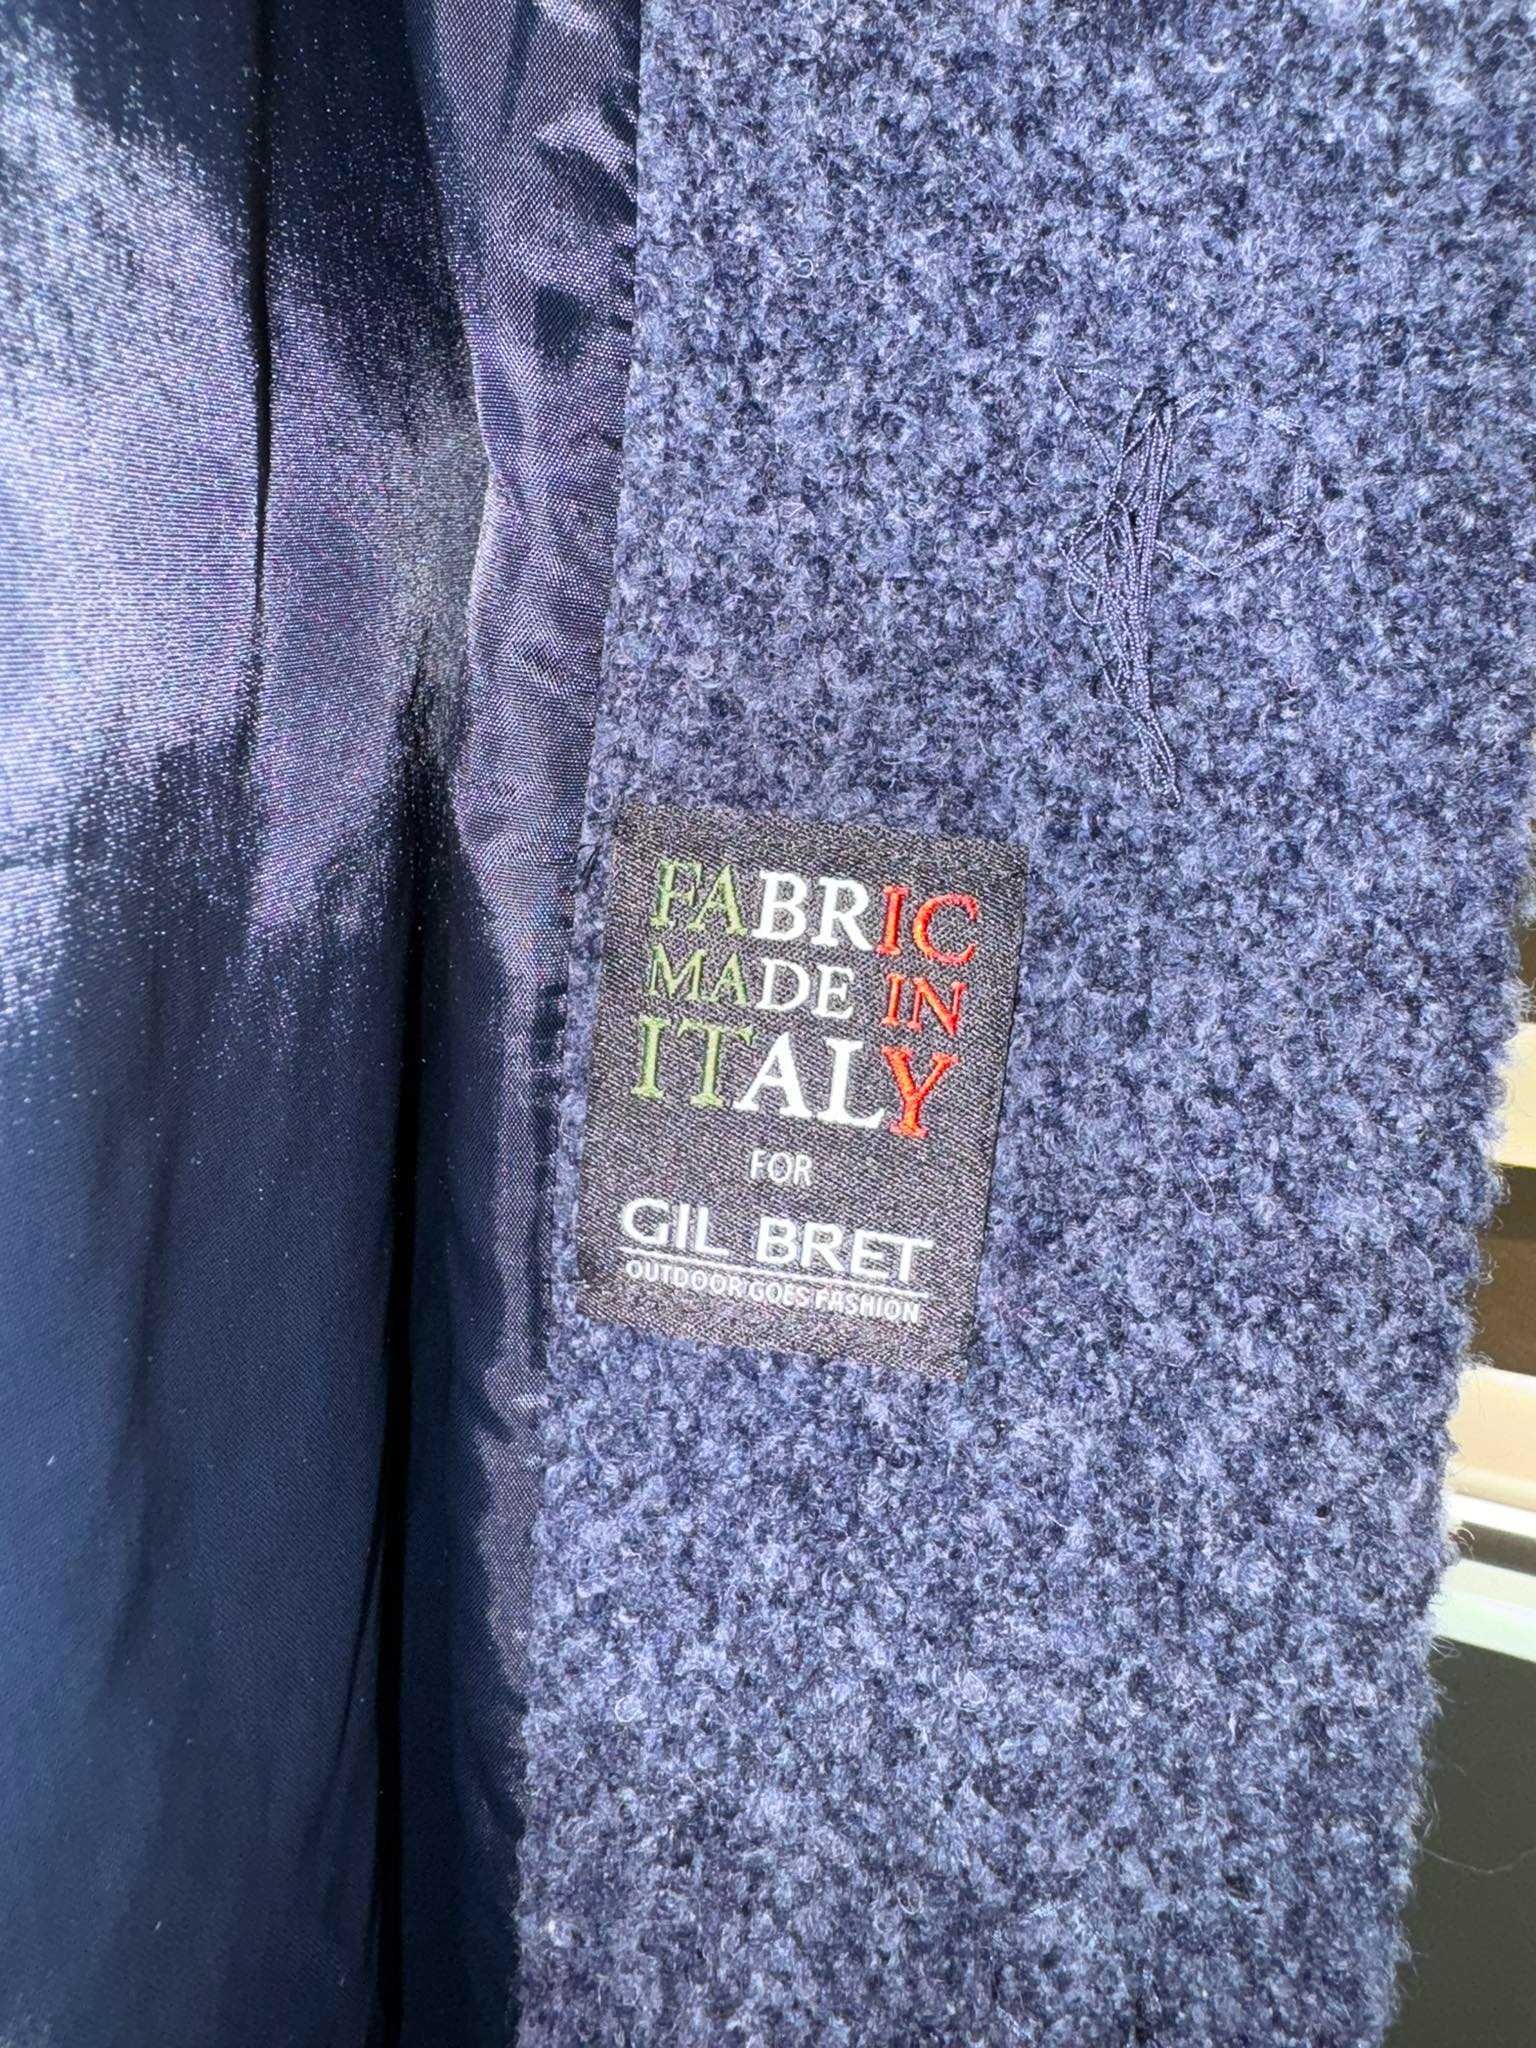 FABRIC
MADE IN
ITALY
FOR
GIL BRET
OUTDOOR GOES FASHION